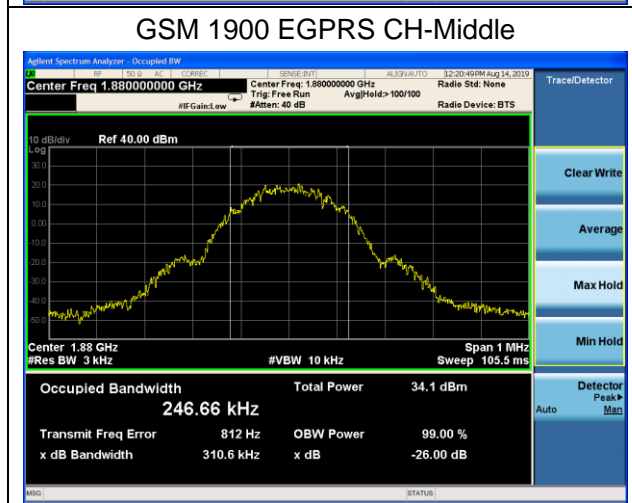 GSM 1900 EGPRS CH-Middle
Agilent Spectrum Analyzer - Occupied BW
RF 50 Ω AC CORREC SENSE:INT ALIGN AUTO 12:20:49 PM Aug 14, 2019
Center Freq 1.880000000 GHz Center Freq: 1.880000000 GHz Radio Std: None Trace/Detector
Trig: Free Run Avg|Hold:>100/100
#IFGain:Low #Atten: 40 dB Radio Device: BTS
10 dB/div Ref 40.00 dBm
Log
30.0
20.0
10.0
0.00
-10.0
-20.0
-30.0
-40.0
-50.0
Clear Write
Average
Max Hold
Min Hold
Center 1.88 GHz Span 1 MHz
#Res BW 3 kHz #VBW 10 kHz Sweep 105.5 ms
Occupied Bandwidth Total Power 34.1 dBm
246.66 kHz
Transmit Freq Error 812 Hz OBW Power 99.00 %
x dB Bandwidth 310.6 kHz x dB -26.00 dB
Detector
Peak▶
Auto Man
MSG STATUS